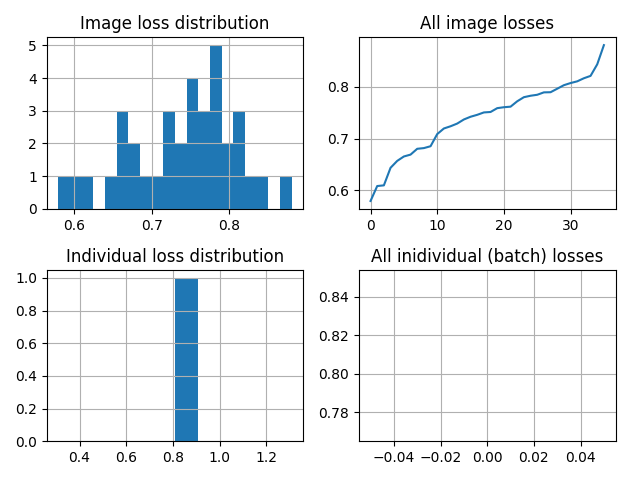 Image loss distribution
5
4
3
2
1
0
0.6 0.7 0.8
All image losses
0.8
0.7
0.6
0 10 20 30
Individual loss distribution
1.0
0.8
0.6
0.4
0.2
0.0
0.4 0.6 0.8 1.0 1.2
All inidividual (batch) losses
0.84
0.82
0.80
0.78
−0.04 −0.02 0.00 0.02 0.04